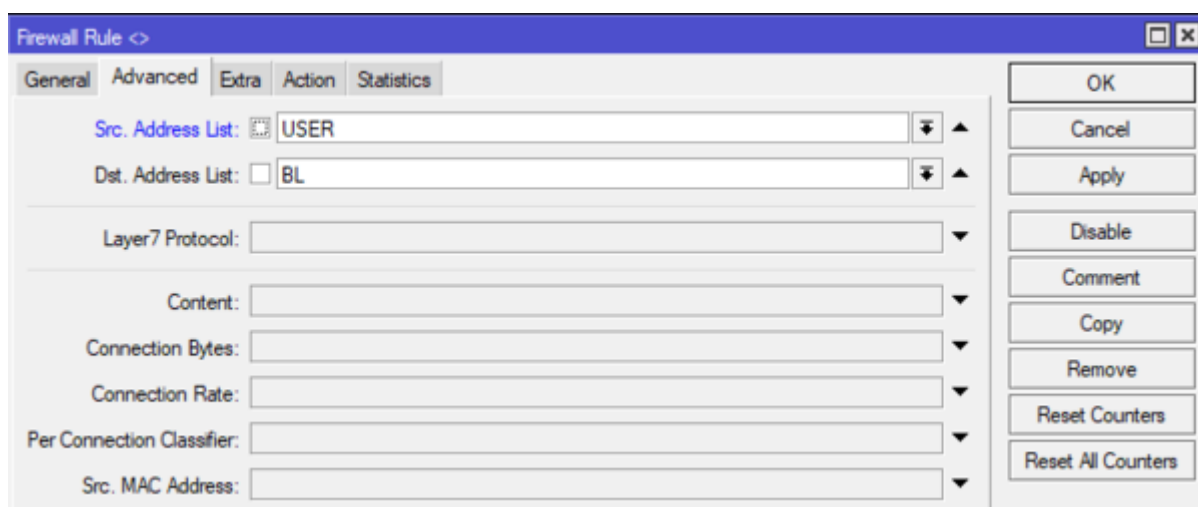 Firewall Rule <>
General Advanced Extra Action Statistics
Src. Address List: USER
Dst. Address List: BL
Layer7 Protocol:
Content:
Connection Bytes:
Connection Rate:
Per Connection Classifier:
Src. MAC Address:
OK
Cancel
Apply
Disable
Comment
Copy
Remove
Reset Counters
Reset All Counters